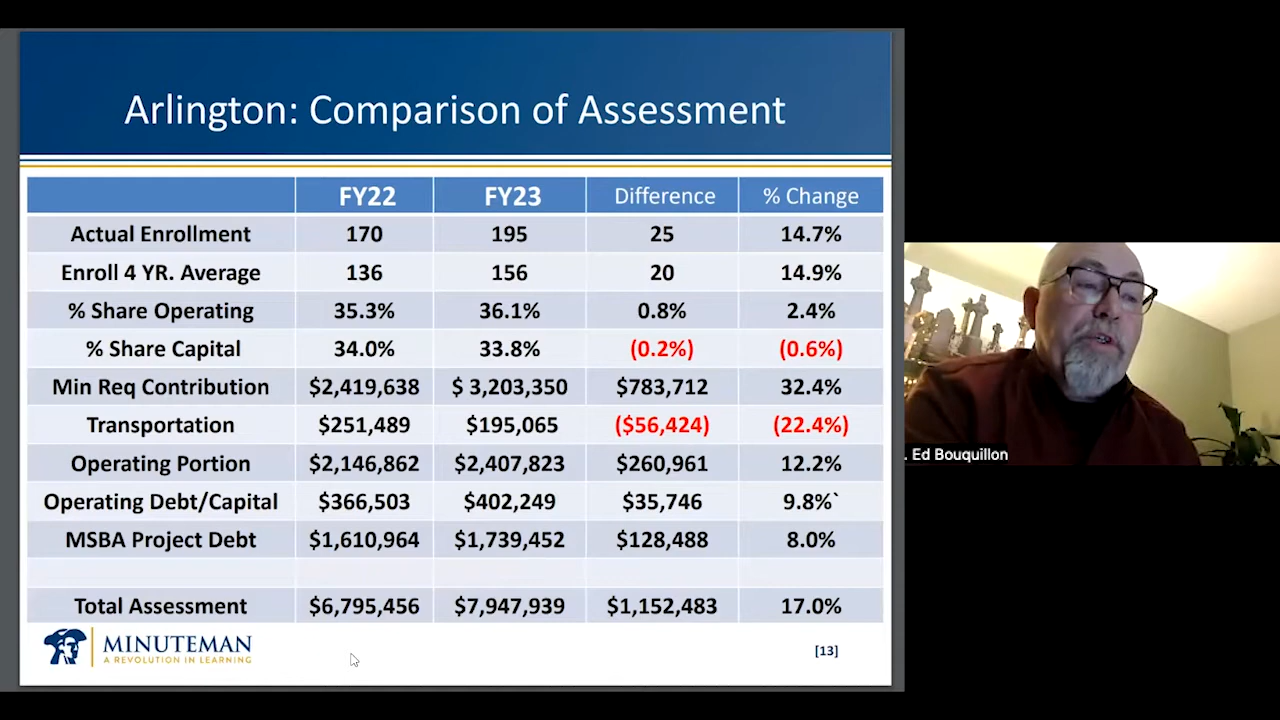 Arlington: Comparison of Assessment
FY22 FY23 Difference % Change
Actual Enrollment 170 195 25 14.7%
Enroll 4 YR. Average 136 156 20 14.9%
% Share Operating 35.3% 36.1% 0.8% 2.4%
% Share Capital 34.0% 33.8% (0.2%) (0.6%)
Min Req Contribution $2,419,638 $ 3,203,350 $783,712 32.4%
Transportation $251,489 $195,065 ($56,424) (22.4%)
Operating Portion $2,146,862 $2,407,823 $260,961 12.2%
Operating Debt/Capital $366,503 $402,249 $35,746 9.8%`
MSBA Project Debt $1,610,964 $1,739,452 $128,488 8.0%
Total Assessment $6,795,456 $7,947,939 $1,152,483 17.0%
MINUTEMAN
A REVOLUTION IN LEARNING
[13]
. Ed Bouquillon